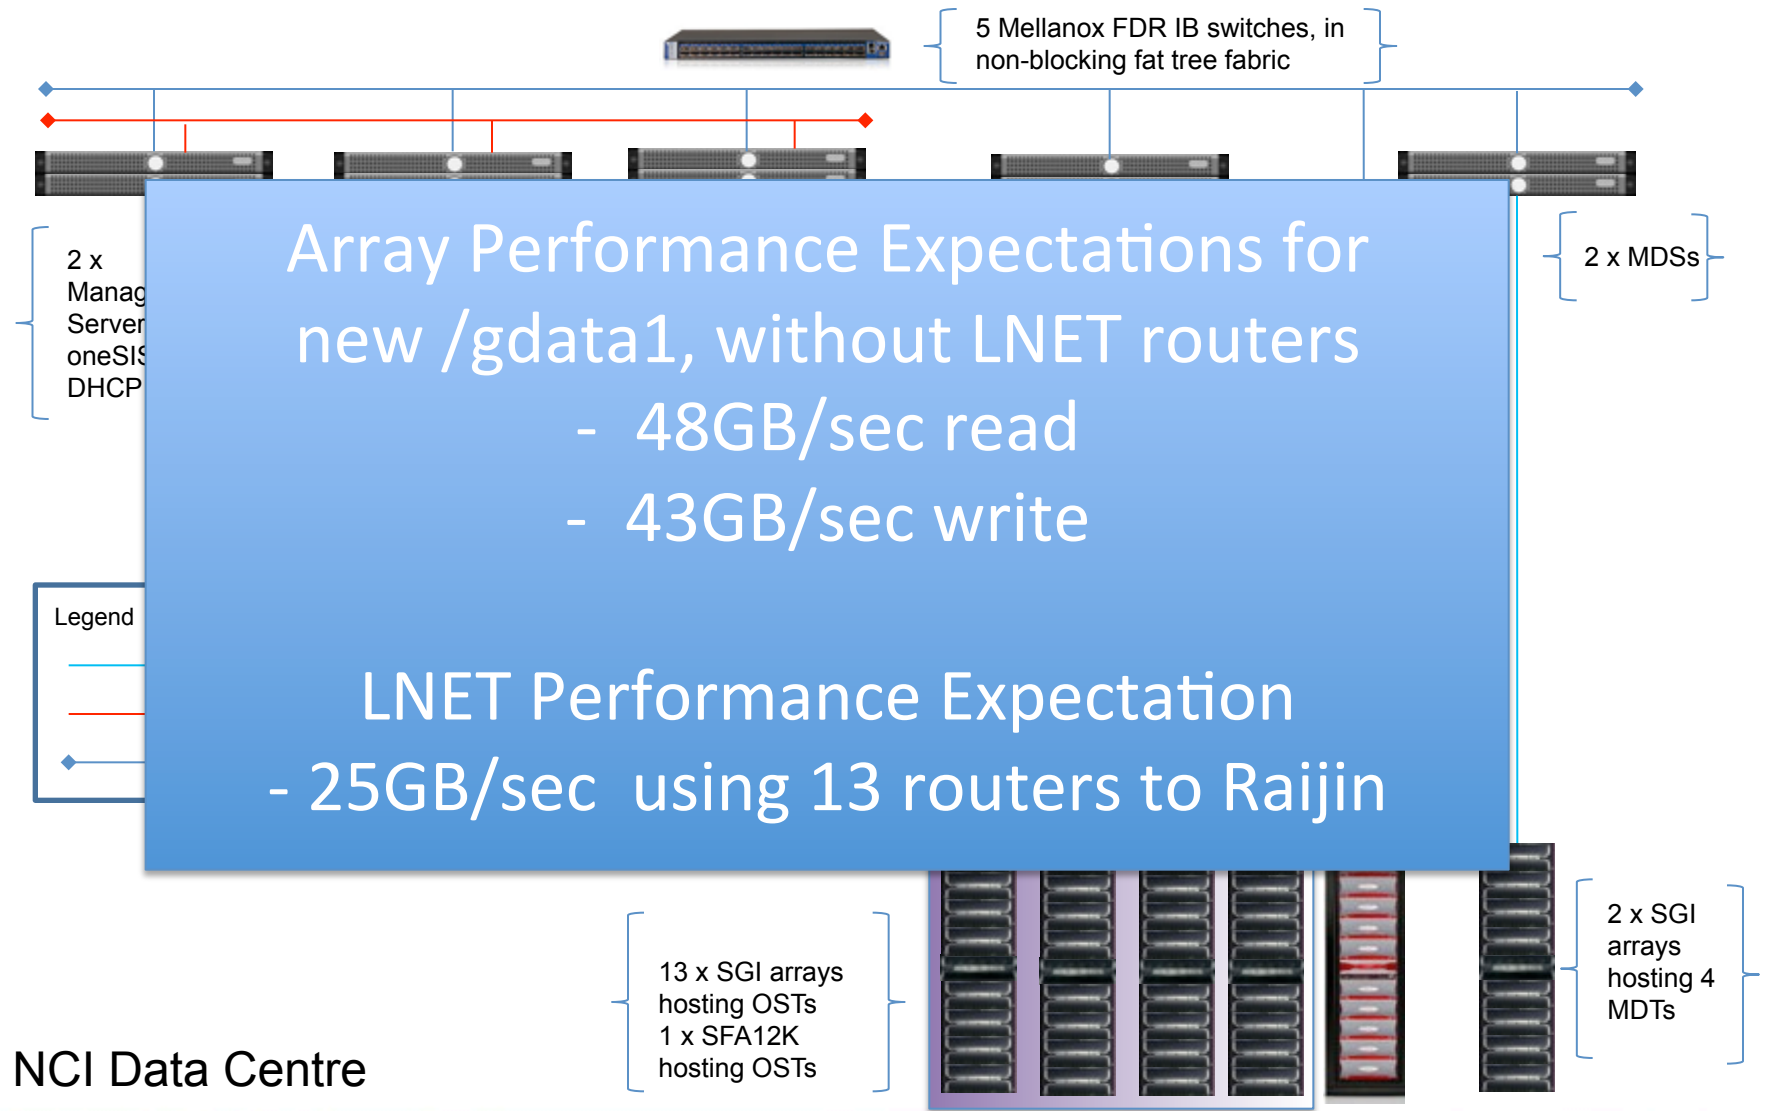 5 Mellanox FDR IB switches, in
non-blocking fat tree fabric
2 x
Manag
Server
oneSIS
DHCP
Array Performance Expectations for
new /gdata1, without LNET routers
- 48GB/sec read
- 43GB/sec write
LNET Performance Expectation
- 25GB/sec using 13 routers to Raijin
2 x MDSs
Legend
13 x SGI arrays
hosting OSTs
1 x SFA12K
hosting OSTs
2 x SGI
arrays
hosting 4
MDTs
NCI Data Centre